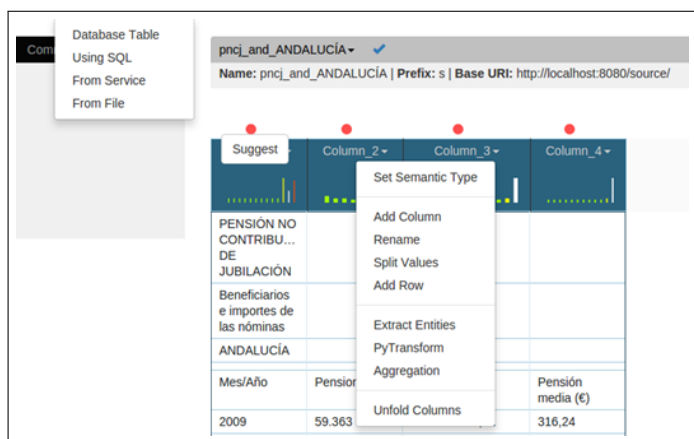 Database Table
Using SQL
From Service
From File
Com
pncj_and_ANDALUCÍA
Name: pncj_and_ANDALUCÍA | Prefix: s | Base URI: http://localhost:8080/source/
Suggest
Column_2
Column_3
Column_4
Set Semantic Type
Add Column
Rename
Split Values
Add Row
Extract Entities
PyTransform
Aggregation
Unfold Columns
PENSIÓN NO
CONTRIBU...
DE
JUBILACIÓN
Beneficiarios
e importes de
las nóminas
ANDALUCÍA
Mes/Año
Pension
Pensión
media (€)
2009
59.363
316,24